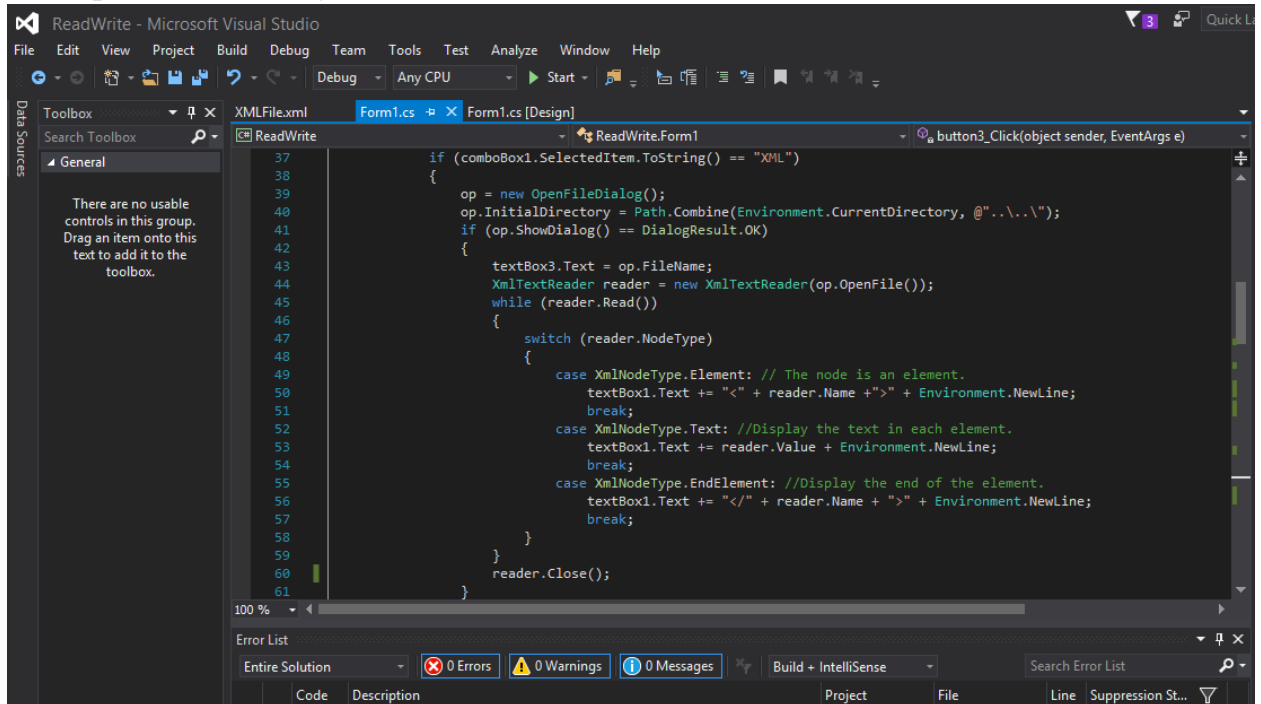 ReadWrite - Microsoft Visual Studio
3
File Edit View Project Build Debug Team Tools Test Analyze Window Help
Debug Any CPU Start
Data Sources
Toolbox
Search Toolbox
General
There are no usable
controls in this group.
Drag an item onto this
text to add it to the
toolbox.
XMLFile.xml Form1.cs Form1.cs [Design]
C# ReadWrite ReadWrite.Form1 button3_Click(object sender, EventArgs e)
37 if (comboBox1.SelectedItem.ToString() == "XML")
38 {
39 op = new OpenFileDialog();
40 op.InitialDirectory = Path.Combine(Environment.CurrentDirectory, @"..\..\");
41 if (op.ShowDialog() == DialogResult.OK)
42 {
43 textBox3.Text = op.FileName;
44 XmlTextReader reader = new XmlTextReader(op.OpenFile());
45 while (reader.Read())
46 {
47 switch (reader.NodeType)
48 {
49 case XmlNodeType.Element: // The node is an element.
50 textBox1.Text += "<" + reader.Name +">" + Environment.NewLine;
51 break;
52 case XmlNodeType.Text: //Display the text in each element.
53 textBox1.Text += reader.Value + Environment.NewLine;
54 break;
55 case XmlNodeType.EndElement: //Display the end of the element.
56 textBox1.Text += "</" + reader.Name + ">" + Environment.NewLine;
57 break;
58 }
59 }
60 reader.Close();
61 }
100 %
Error List
Entire Solution 0 Errors 0 Warnings 0 Messages Build + IntelliSense Search Error List
Code Description Project File Line Suppression St...